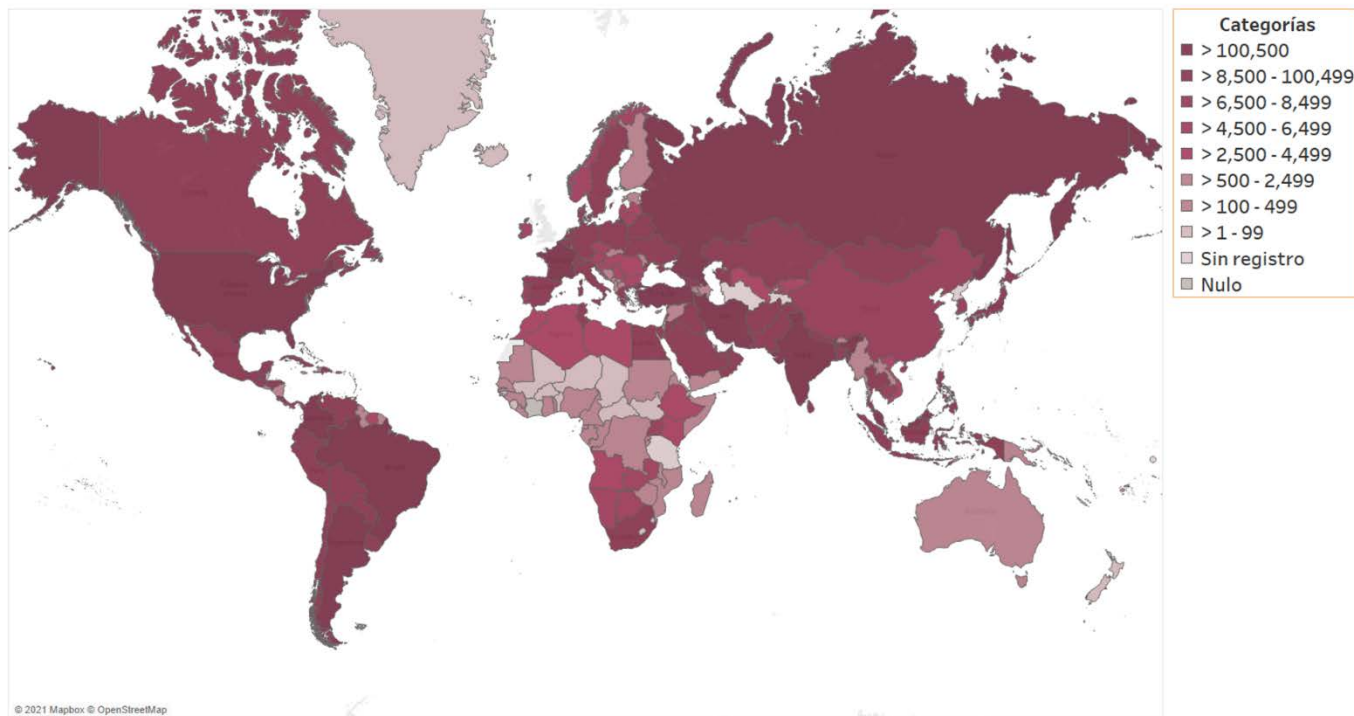 Categorías
> 100,500
> 8,500 - 100,499
> 6,500 - 8,499
> 4,500 - 6,499
> 2,500 - 4,499
> 500 - 2,499
> 100 - 499
> 1 - 99
Sin registro
Nulo
© 2021 Mapbox © OpenStreetMap